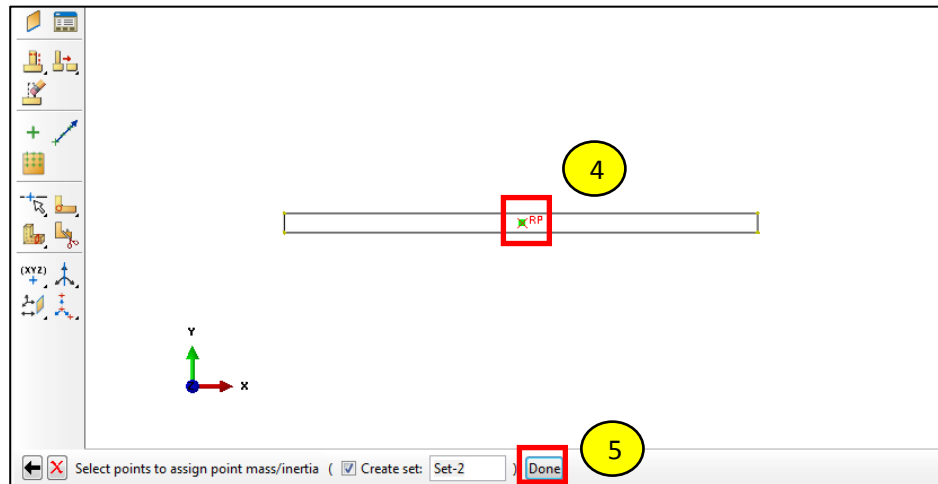 4
RP
(XYZ)
Y
X
5
Select points to assign point mass/inertia ( Create set: Set-2 ) Done